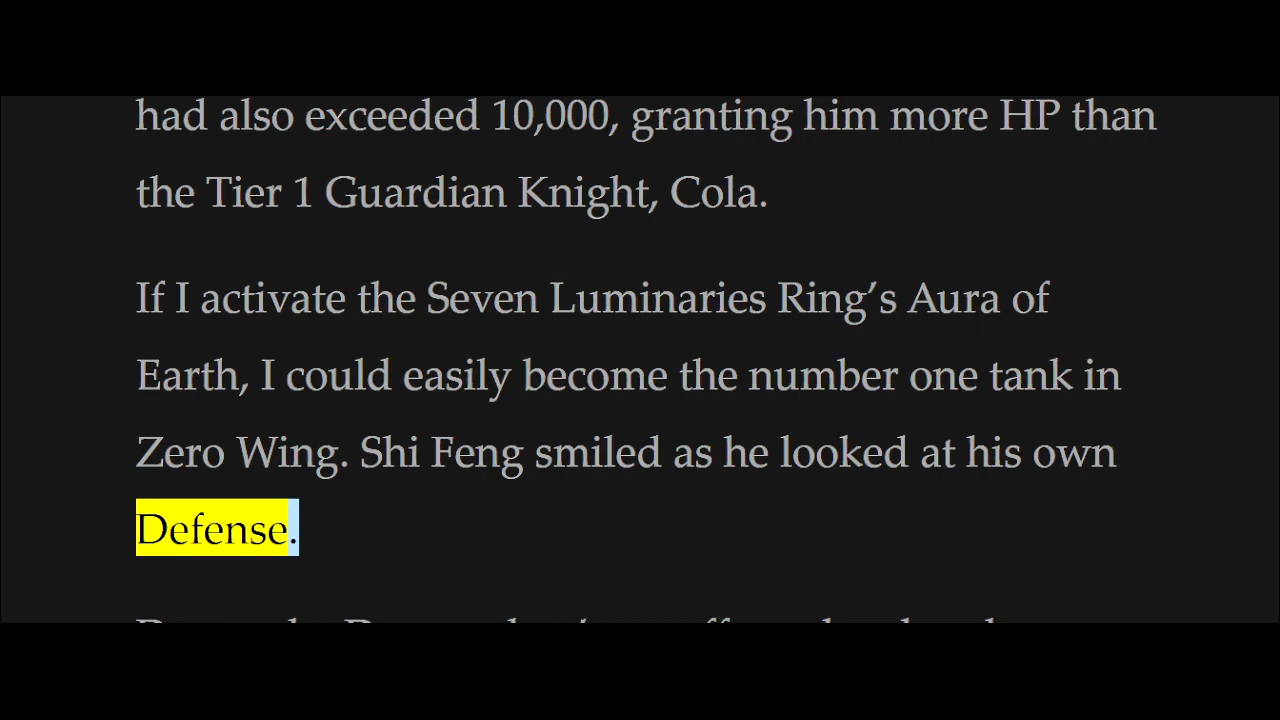 had also exceeded 10,000, granting him more HP than
the Tier 1 Guardian Knight, Cola.
If I activate the Seven Luminaries Ring’s Aura of
Earth, I could easily become the number one tank in
Zero Wing. Shi Feng smiled as he looked at his own
Defense.